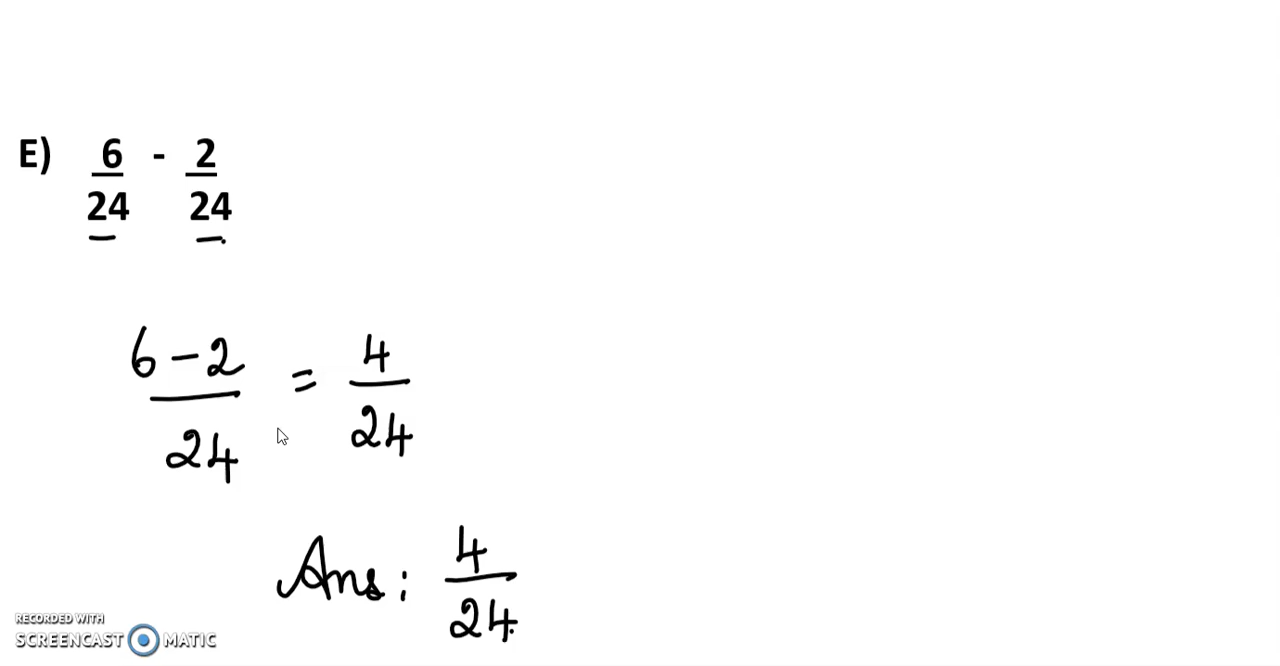 E) 6/24 - 2/24
6-2/24 = 4/24
Ans: 4/24.
RECORDED WITH
SCREENCAST MATIC